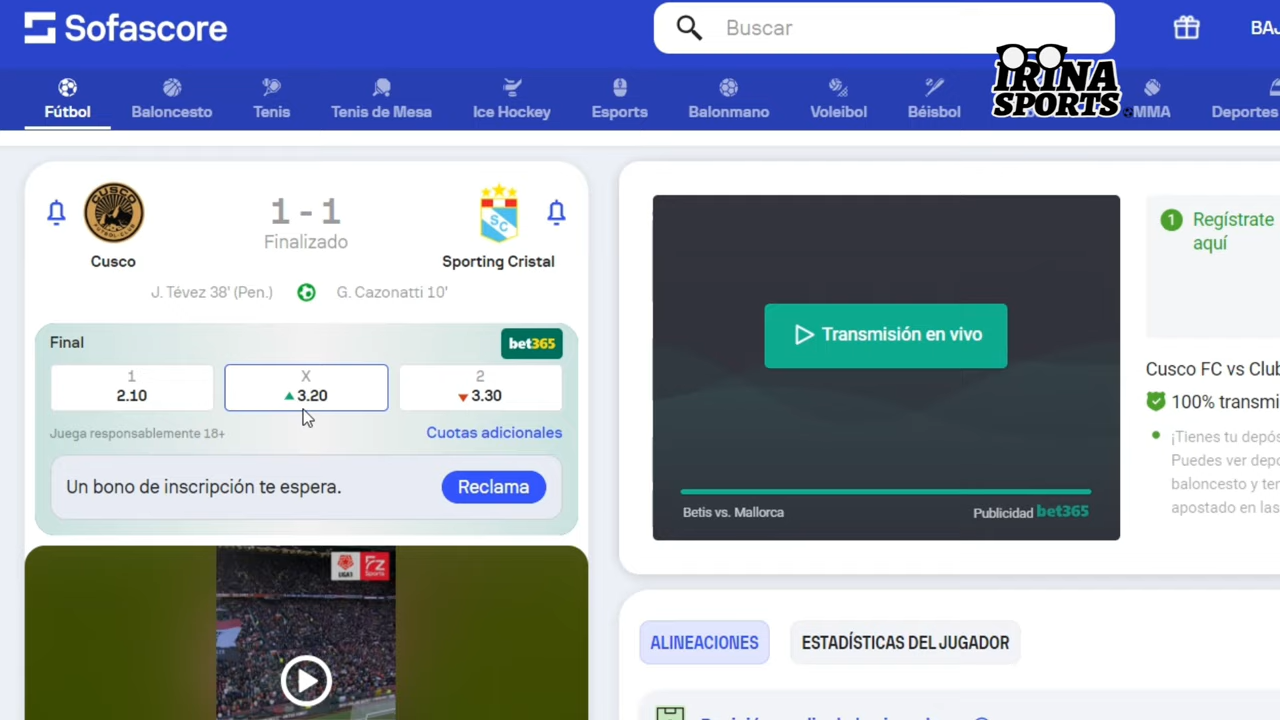 Sofascore
Buscar
BAJ
Fútbol
Baloncesto
Tenis
Tenis de Mesa
Ice Hockey
Esports
Balonmano
Voleibol
Béisbol
MMA
Deportes
IRINA
SPORTS
CUSCO
1 - 1
Finalizado
Cusco
SC
Sporting Cristal
J. Tévez 38' (Pen.)
G. Cazonatti 10'
Final
bet365
1
2.10
X
3.20
2
3.30
Juega responsablemente 18+
Cuotas adicionales
Un bono de inscripción te espera.
Reclama
LIGA1
Sports
Transmisión en vivo
Betis vs. Mallorca
Publicidad bet365
1 Regístrate
aquí
Cusco FC vs Club
100% transmi
¡Tienes tu depós
Puedes ver depo
baloncesto y ten
apostado en las
ALINEACIONES
ESTADÍSTICAS DEL JUGADOR